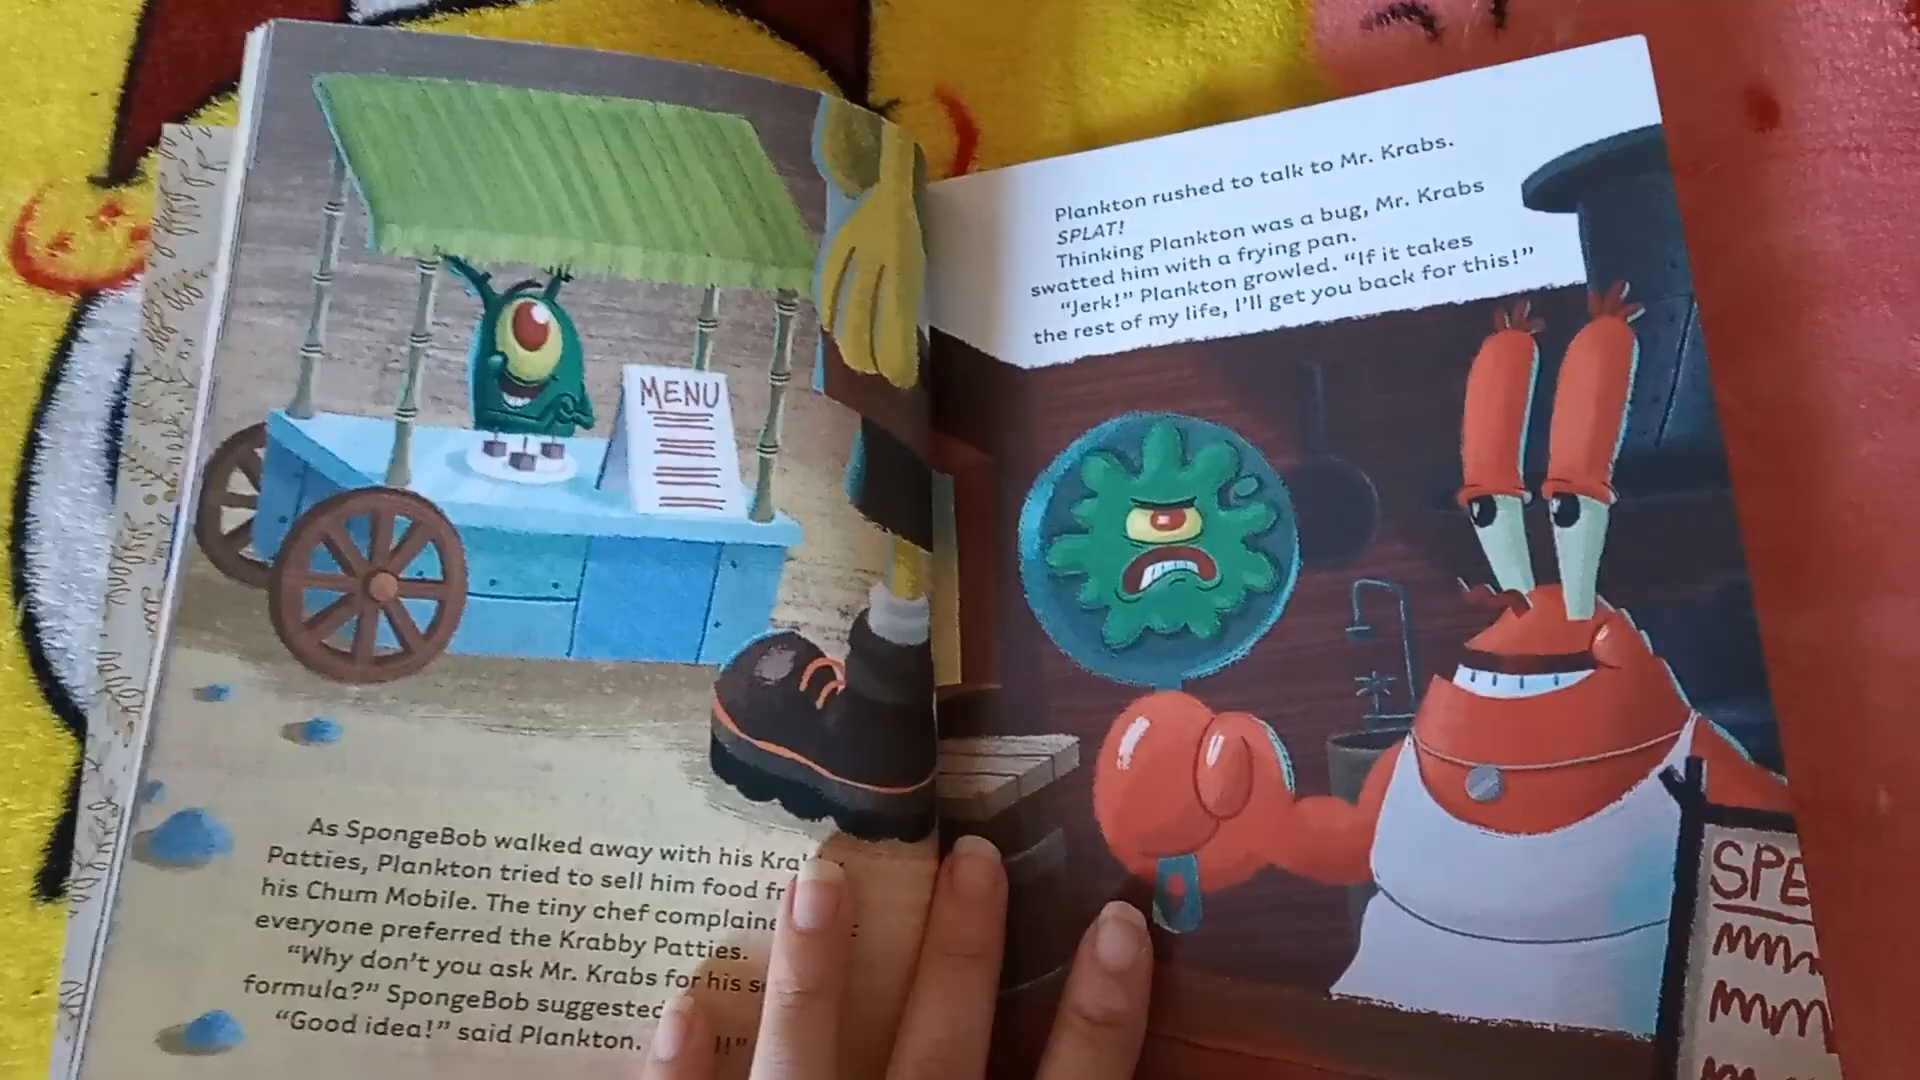 MENU
As SpongeBob walked away with his
Patties, Plankton tried to sell him food
his Chum Mobile. The tiny chef
everyone preferred the Krabby Patties.
“Why don’t you ask Mr. Krabs for his
formula?” SpongeBob suggested
“Good idea!” said Plankton.
Plankton rushed to talk to Mr. Krabs.
SPLAT!
Thinking Plankton was a bug, Mr. Krabs
swatted him with a frying pan.
“Jerk!” Plankton growled. “If it takes
the rest of my life, I’ll get you back for this!”
SPE